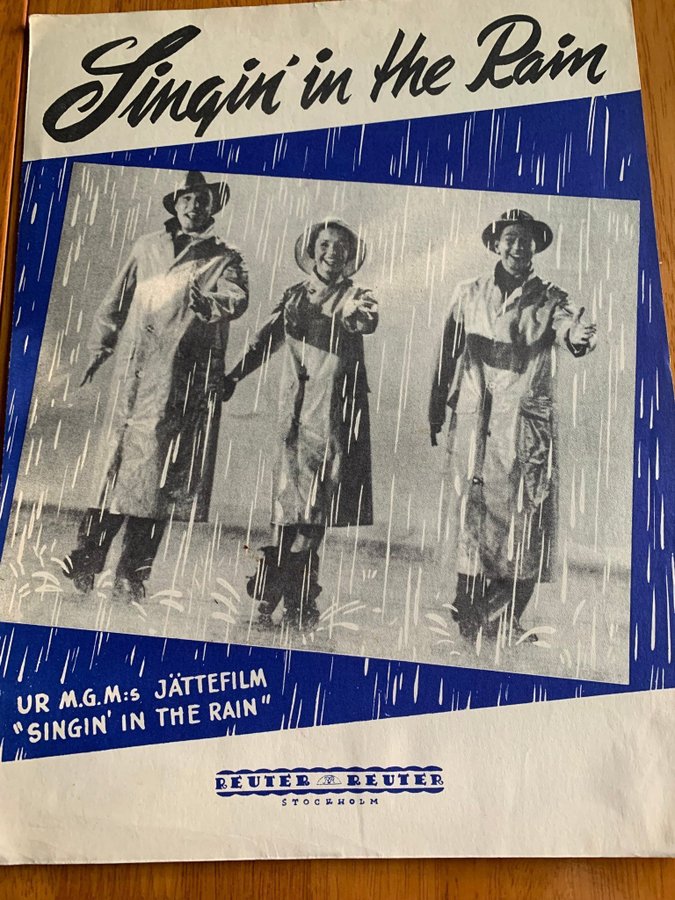 Singin' in the Rain
UR M.G.M:s JÄTTEFILM
"SINGIN' IN THE RAIN"
REUTER R&R REUTER
STOCKHOLM